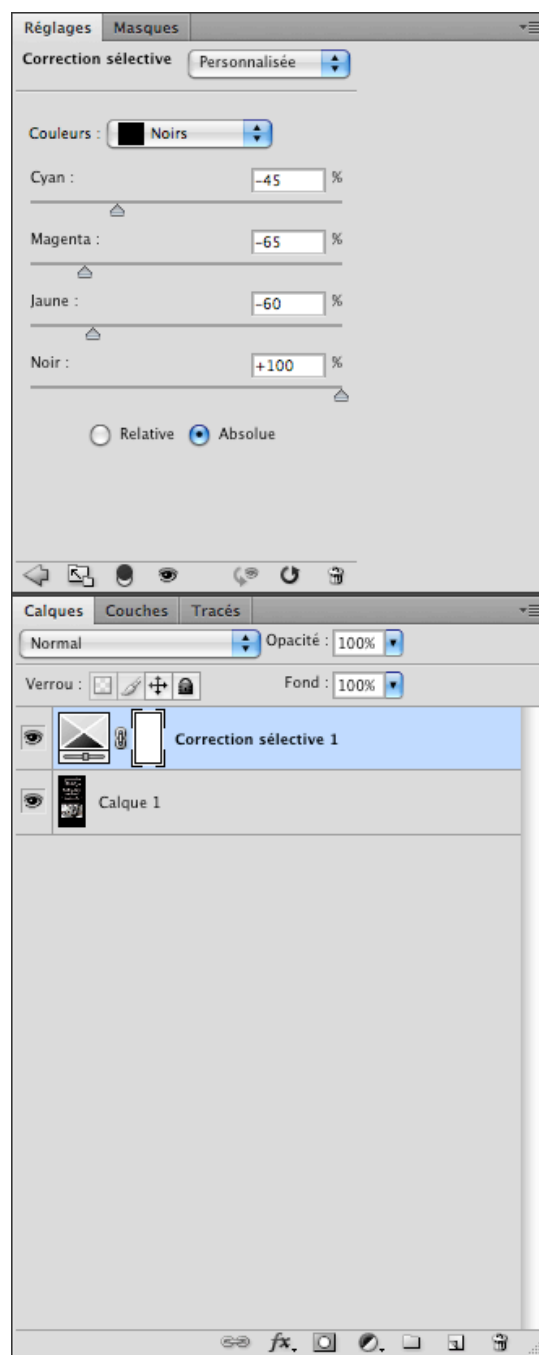 Réglages Masques
Correction sélective Personnalisée
Couleurs : Noirs
Cyan : -45 %
Magenta : -65 %
Jaune : -60 %
Noir : +100 %
Relative Absolue
Calques Couches Tracés
Normal Opacité : 100%
Verrou : Fond : 100%
Correction sélective 1
Calque 1
fx.